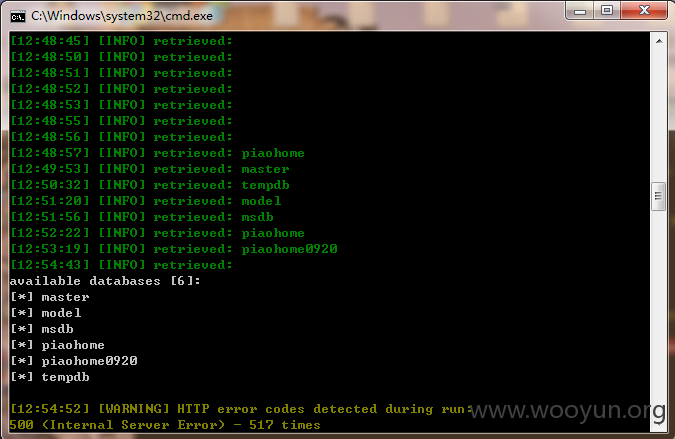 C:\Windows\system32\cmd.exe
[12:48:45] [INFO] retrieved:
[12:48:50] [INFO] retrieved:
[12:48:51] [INFO] retrieved:
[12:48:52] [INFO] retrieved:
[12:48:53] [INFO] retrieved:
[12:48:55] [INFO] retrieved:
[12:48:56] [INFO] retrieved:
[12:48:57] [INFO] retrieved: piaohome
[12:49:53] [INFO] retrieved: master
[12:50:32] [INFO] retrieved: tempdb
[12:51:20] [INFO] retrieved: model
[12:51:56] [INFO] retrieved: msdb
[12:52:22] [INFO] retrieved: piaohome
[12:53:19] [INFO] retrieved: piaohome0920
[12:54:43] [INFO] retrieved:
available databases [6]:
[*] master
[*] model
[*] msdb
[*] piaohome
[*] piaohome0920
[*] tempdb
[12:54:52] [WARNING] HTTP error codes detected during run:
500 (Internal Server Error) - 517 times
www.wooyun.org